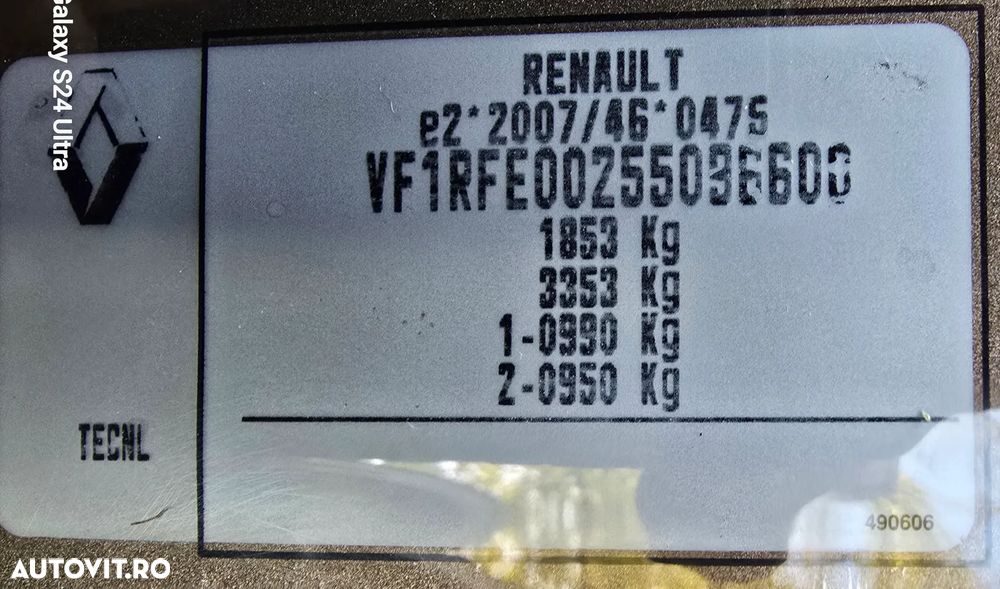 RENAULT
e2*2007/46*0475
VF1RFE00255036600
1853 Kg
3353 Kg
1-0990 Kg
2-0950 Kg
TECNL
490606
Galaxy S24 Ultra
AUTOVIT.RO